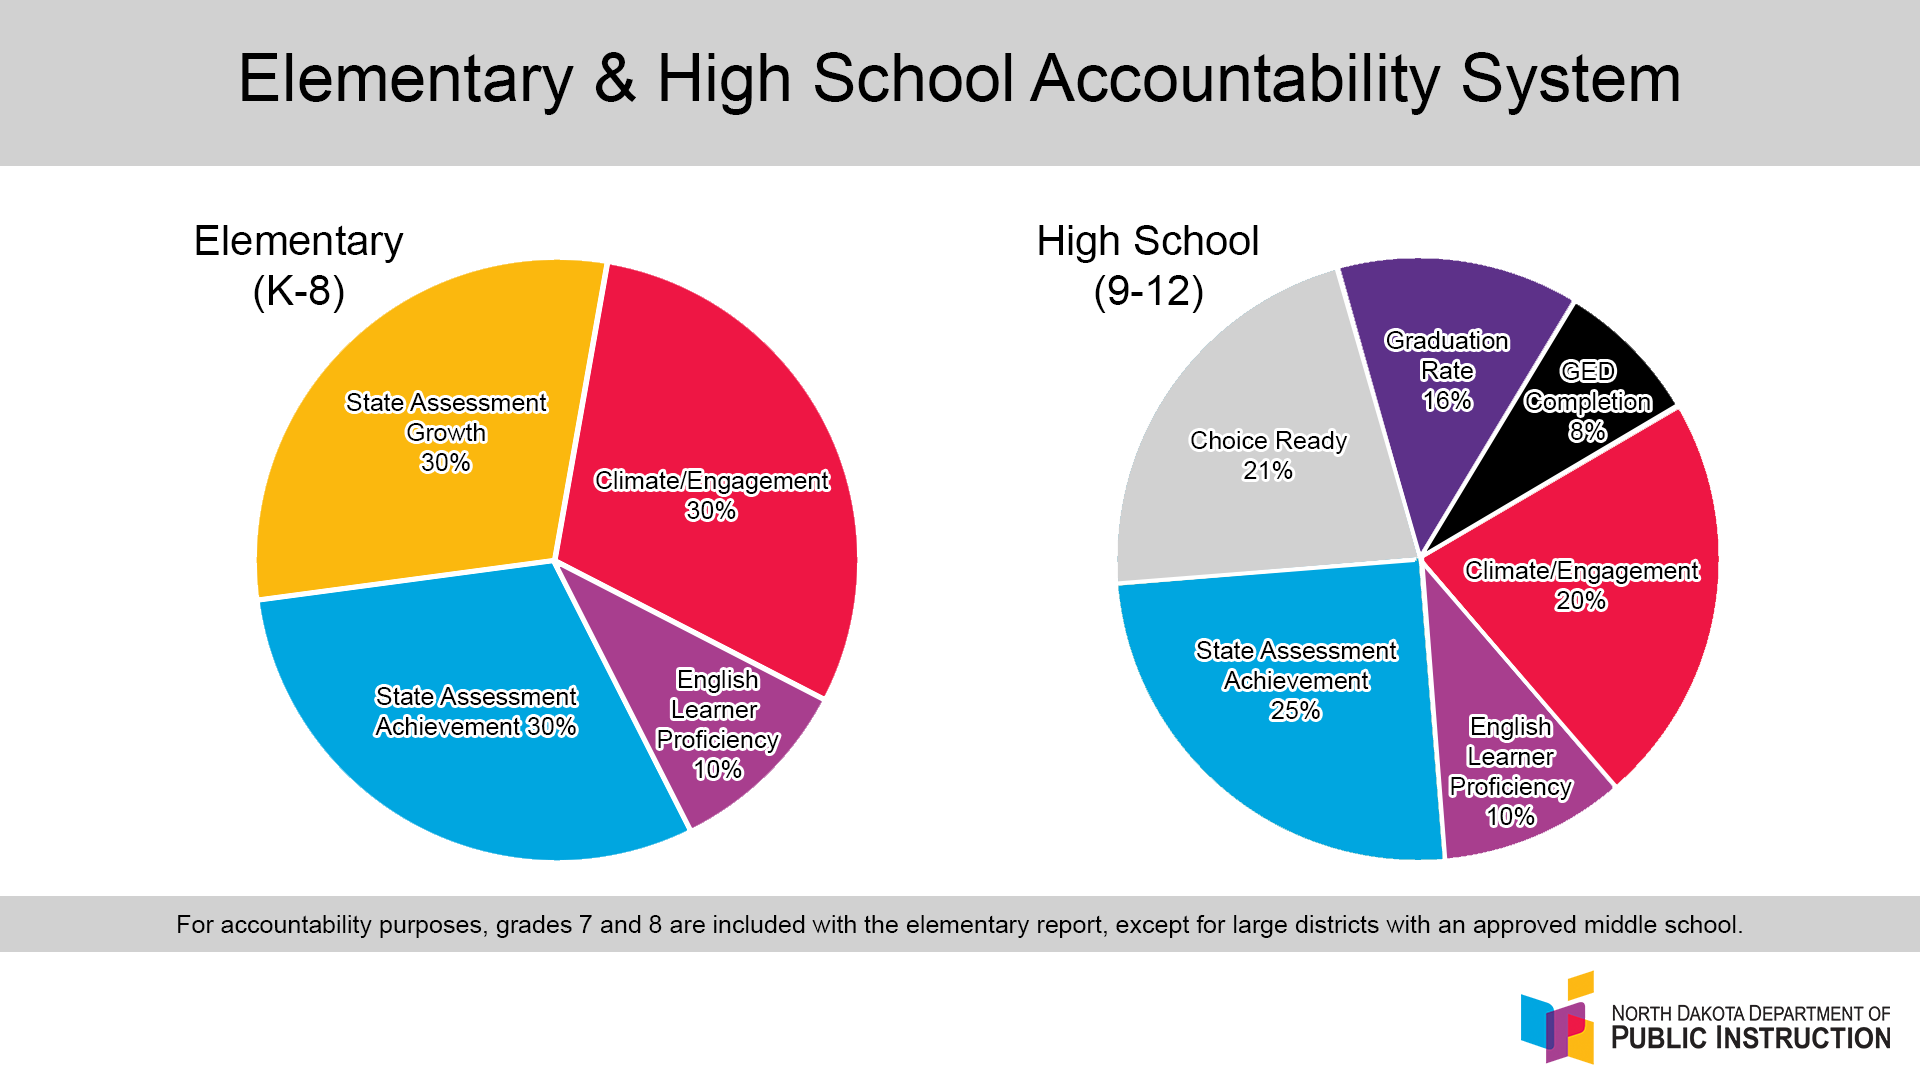 Elementary & High School Accountability System
Elementary
(K-8)
State Assessment
Growth
30%
Climate/Engagement
30%
State Assessment
Achievement 30%
English
Learner
Proficiency
10%
High School
(9-12)
Graduation
Rate
16%
GED
Completion
8%
Choice Ready
21%
Climate/Engagement
20%
State Assessment
Achievement
25%
English
Learner
Proficiency
10%
For accountability purposes, grades 7 and 8 are included with the elementary report, except for large districts with an approved middle school.
NORTH DAKOTA DEPARTMENT OF
PUBLIC INSTRUCTION